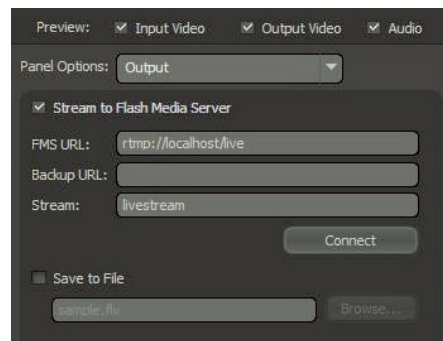 Preview: Input Video Output Video Audio
Panel Options: Output
Stream to Flash Media Server
FMS URL: rtmp://localhost/live
Backup URL:
Stream: livestream
Connect
Save to File
sample.flv Browse...